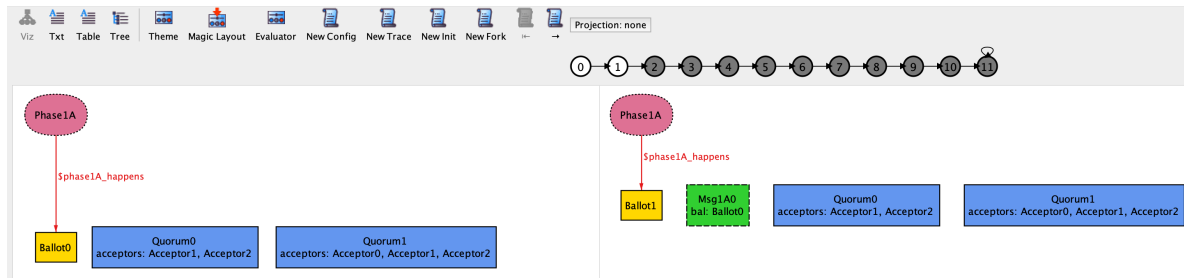 Viz Txt Table Tree Theme Magic Layout Evaluator New Config New Trace New Init New Fork ⇤ → Projection: none
0 1 2 3 4 5 6 7 8 9 10 11
Phase1A
$phase1A_happens
Ballot0
Quorum0
acceptors: Acceptor1, Acceptor2
Quorum1
acceptors: Acceptor0, Acceptor1, Acceptor2
Phase1A
$phase1A_happens
Ballot1
Msg1A0
bal: Ballot0
Quorum0
acceptors: Acceptor1, Acceptor2
Quorum1
acceptors: Acceptor0, Acceptor1, Acceptor2